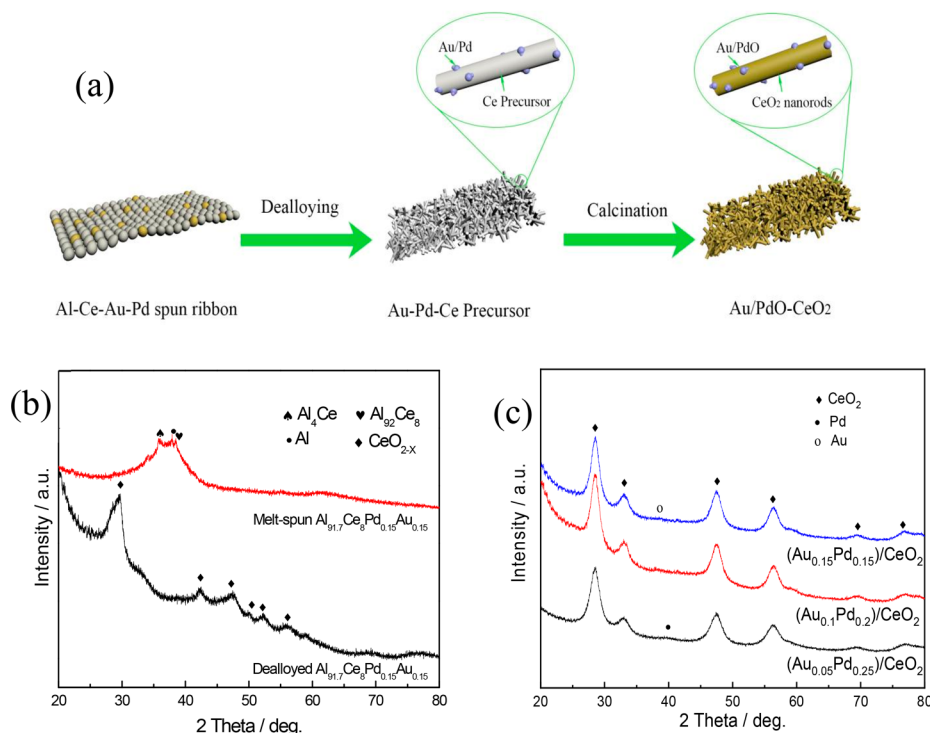 (a)
Au/Pd
Ce Precursor
Au/PdO
CeO₂ nanorods
Dealloying
Calcination
Al-Ce-Au-Pd spun ribbon
Au-Pd-Ce Precursor
Au/PdO-CeO₂
(b)
♠ Al₄Ce ♥ Al₉₂Ce₈
• Al ♦ CeO₂₋ₓ
Melt-spun Al₉₁.₇Ce₈Pd₀.₁₅Au₀.₁₅
Dealloyed Al₉₁.₇Ce₈Pd₀.₁₅Au₀.₁₅
Intensity / a.u.
20 30 40 50 60 70 80
2 Theta / deg.
(c)
♦ CeO₂
• Pd
o Au
o
(Au₀.₁₅Pd₀.₁₅)/CeO₂
(Au₀.₁Pd₀.₂)/CeO₂
(Au₀.₀₅Pd₀.₂₅)/CeO₂
Intensity / a.u.
20 30 40 50 60 70 80
2 Theta / deg.